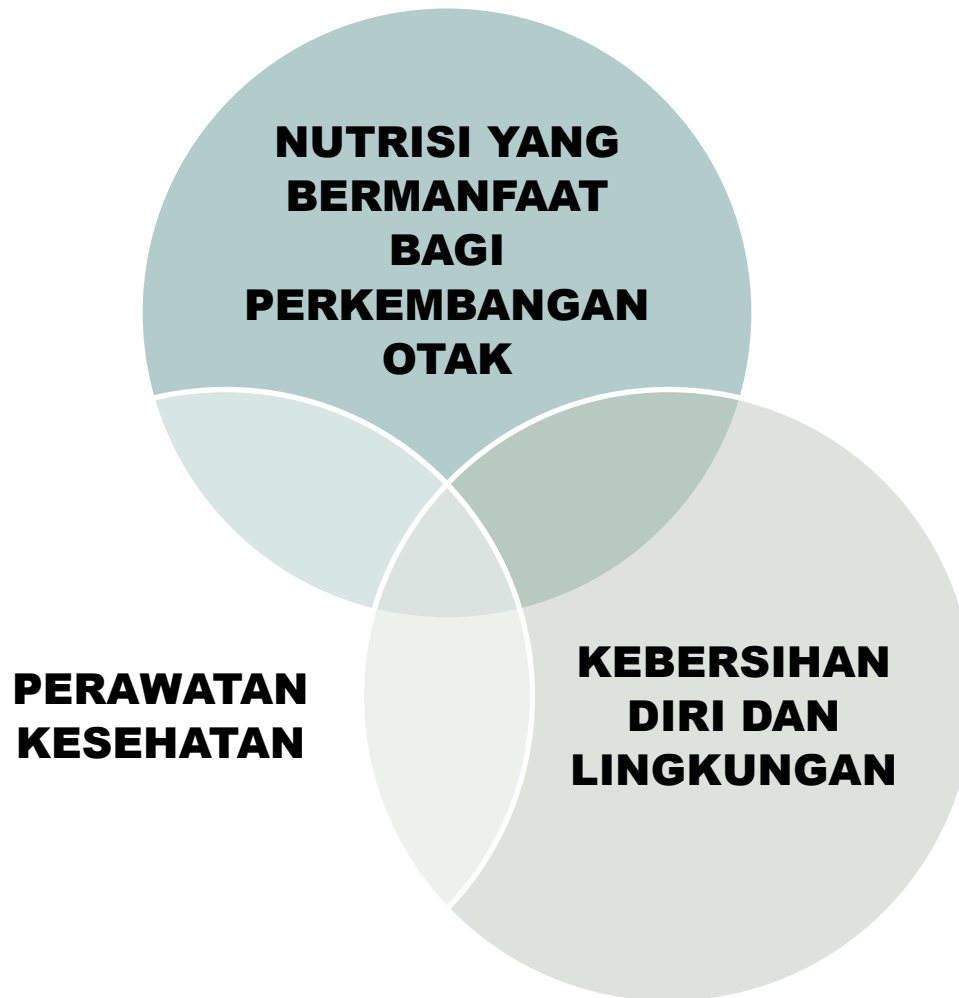 NUTRISI YANG
BERMANFAAT
BAGI
PERKEMBANGAN
OTAK
PERAWATAN
KESEHATAN
KEBERSIHAN
DIRI DAN
LINGKUNGAN